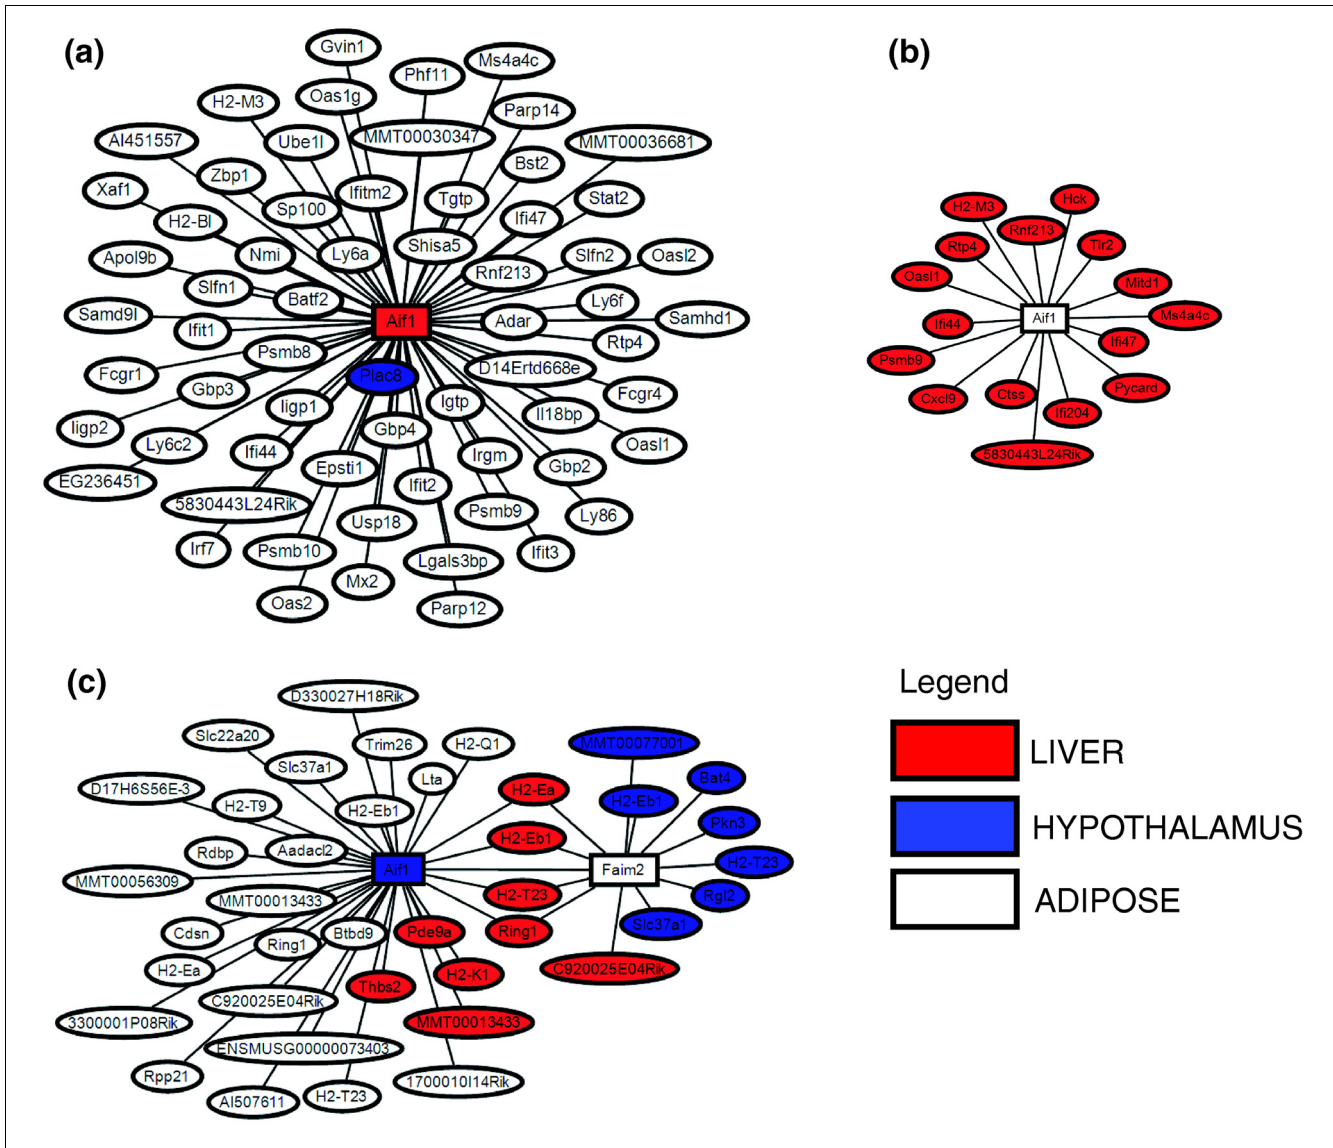 (a)
Gvin1
Phf11
Ms4a4c
H2-M3
Oas1g
Parp14
AI451557
Ube1l
MMT00030347
MMT00036681
Zbp1
Ifitm2
Bst2
Xaf1
Sp100
Tgtp
Stat2
H2-Bl
Ifi47
Nmi
Ly6a
Shisa5
Apol9b
Slfn2
Oasl2
Slfn1
Batf2
Rnf213
Ly6f
Samd9l
Ifit1
Aif1
Adar
Samhd1
Rtp4
Psmb8
Plac8
D14Ertd668e
Fcgr1
Gbp3
Iigp1
Igtp
Fcgr4
Iigp2
Ly6c2
Gbp4
Il18bp
Oasl1
Ifi44
Epsti1
Irgm
Gbp2
EG236451
5830443L24Rik
Ifit2
Usp18
Psmb9
Ly86
Irf7
Psmb10
Lgals3bp
Ifit3
Mx2
Oas2
Parp12
(b)
H2-M3
Hck
Rnf213
Rtp4
Tlr2
Oasl1
Mitd1
Aif1
Ms4a4c
Ifi44
Ifi47
Psmb9
Cxcl9
Ctss
Pycard
Ifi204
5830443L24Rik
(c)
D330027H18Rik
Slc22a20
Trim26
H2-Q1
Slc37a1
Lta
D17H6S56E-3
H2-T9
H2-Eb1
Rdbp
Aadacl2
Aif1
MMT00056309
MMT00013433
Cdsn
Ring1
Btbd9
Pde9a
H2-Ea
Thbs2
H2-K1
C920025E04Rik
3300001P08Rik
MMT00013433
ENSMUSG00000073403
Rpp21
1700010I14Rik
AI507611
H2-T23
H2-Ea
H2-Eb1
H2-T23
Ring1
MMT00077001
Bat4
H2-Eb1
Pkn3
Faim2
H2-T23
Rgl2
Slc37a1
C920025E04Rik
Legend
LIVER
HYPOTHALAMUS
ADIPOSE